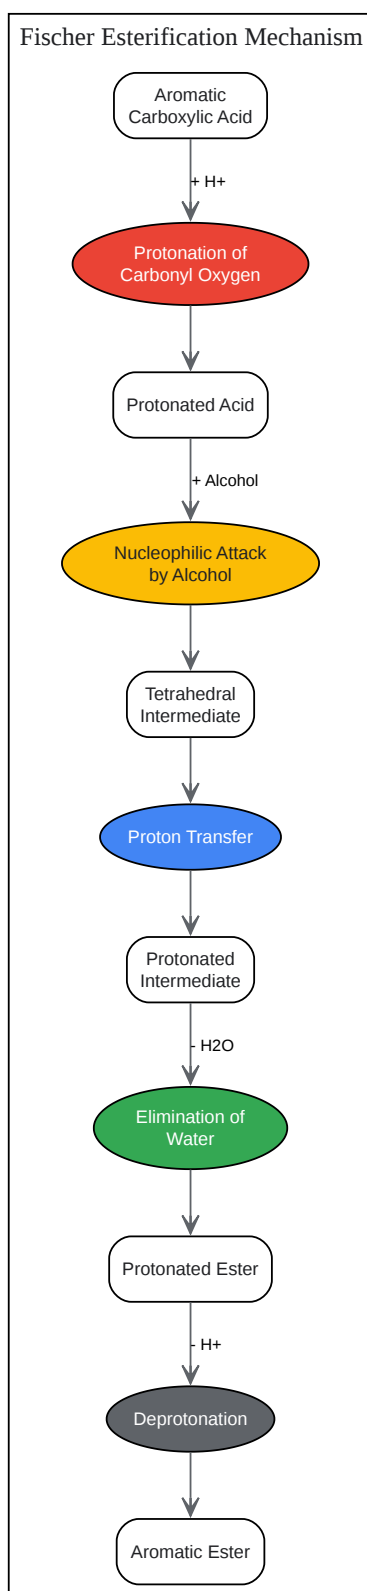 Fischer Esterification Mechanism
Aromatic
Carboxylic Acid
+ H+
Protonation of
Carbonyl Oxygen
Protonated Acid
+ Alcohol
Nucleophilic Attack
by Alcohol
Tetrahedral
Intermediate
Proton Transfer
Protonated
Intermediate
- H2O
Elimination of
Water
Protonated Ester
- H+
Deprotonation
Aromatic Ester